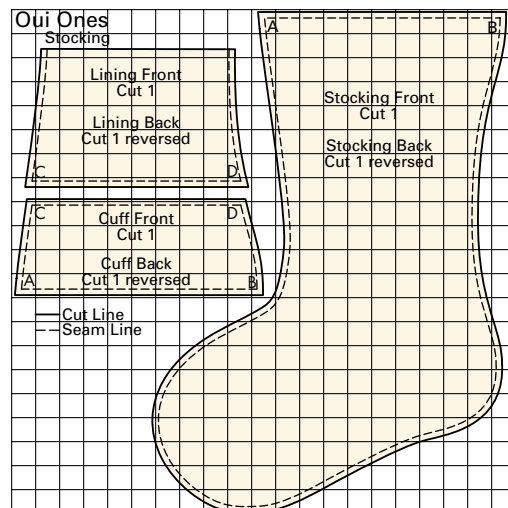 Oui Ones
Stocking
Lining Front
Cut 1
Lining Back
Cut 1 reversed
C
D
C
D
Cuff Front
Cut 1
Cuff Back
Cut 1 reversed
A
B
Cut Line
Seam Line
A
B
Stocking Front
Cut 1
Stocking Back
Cut 1 reversed